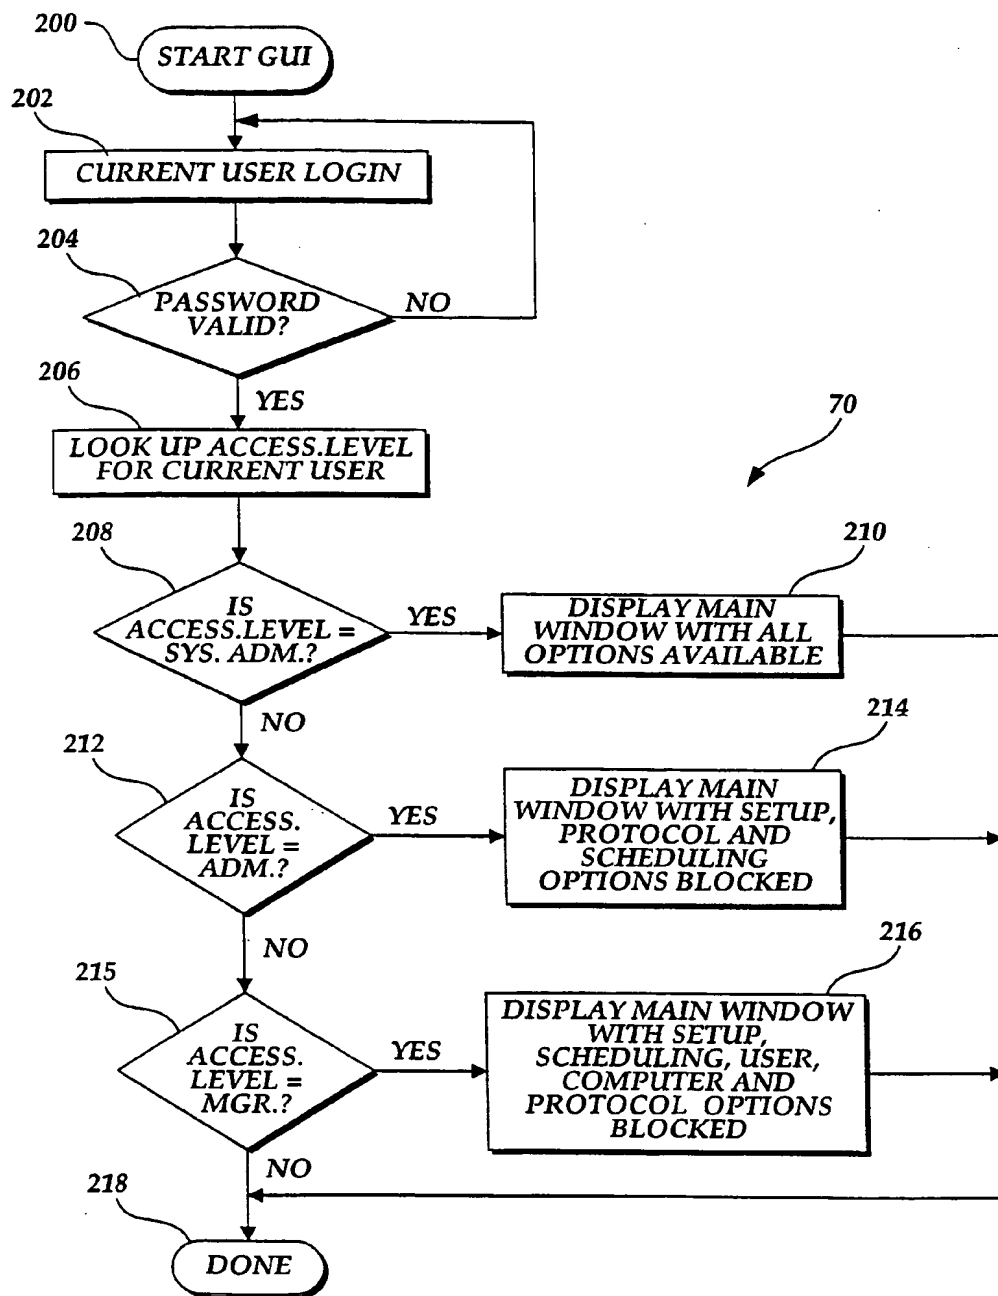 200
START GUI
202
CURRENT USER LOGIN
204
PASSWORD
VALID?
NO
206
YES
LOOK UP ACCESS.LEVEL
FOR CURRENT USER
70
208
IS
ACCESS.LEVEL =
SYS. ADM.?
YES
210
DISPLAY MAIN
WINDOW WITH ALL
OPTIONS AVAILABLE
NO
212
IS
ACCESS.
LEVEL =
ADM.?
YES
214
DISPLAY MAIN
WINDOW WITH SETUP,
PROTOCOL AND
SCHEDULING
OPTIONS BLOCKED
NO
215
IS
ACCESS.
LEVEL =
MGR.?
YES
216
DISPLAY MAIN WINDOW
WITH SETUP,
SCHEDULING, USER,
COMPUTER AND
PROTOCOL OPTIONS
BLOCKED
NO
218
DONE